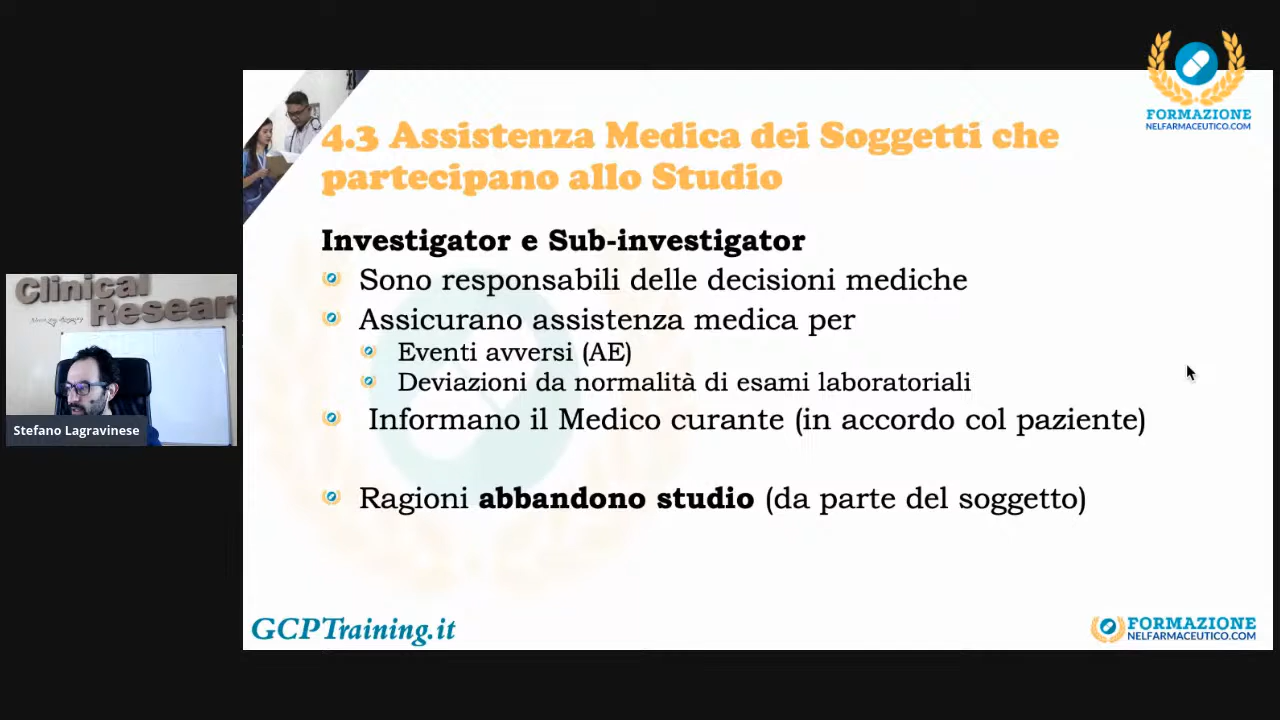 FORMAZIONE
NELFARMACEUTICO.COM
4.3 Assistenza Medica dei Soggetti che
partecipano allo Studio
Investigator e Sub-investigator
Sono responsabili delle decisioni mediche
Assicurano assistenza medica per
Eventi avversi (AE)
Deviazioni da normalità di esami laboratoriali
Informano il Medico curante (in accordo col paziente)
Ragioni abbandono studio (da parte del soggetto)
Clinical
Research
Stefano Lagravinese
GCPTraining.it
FORMAZIONE
NELFARMACEUTICO.COM